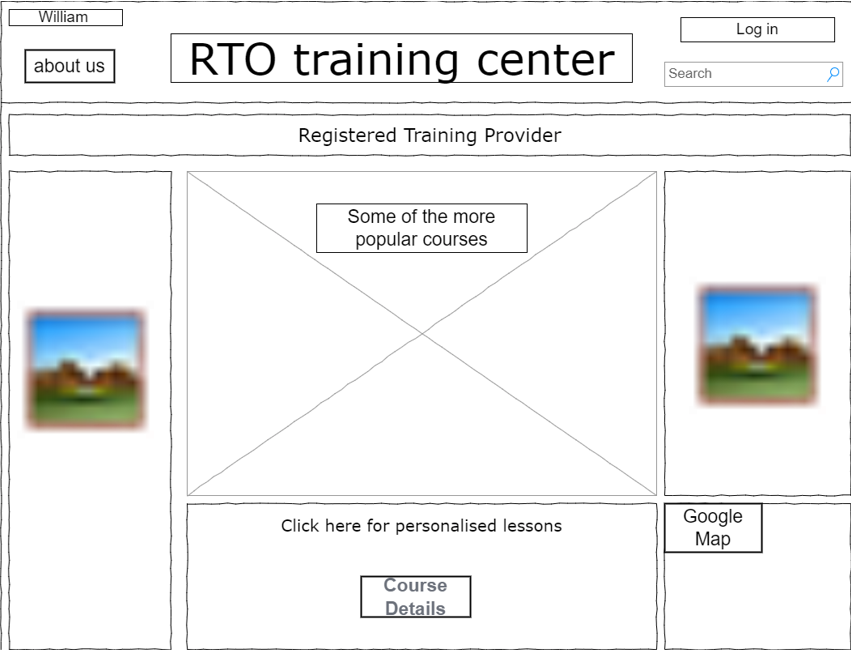 William
about us
RTO training center
Log in
Search
Registered Training Provider
Some of the more
popular courses
Click here for personalised lessons
Course
Details
Google
Map